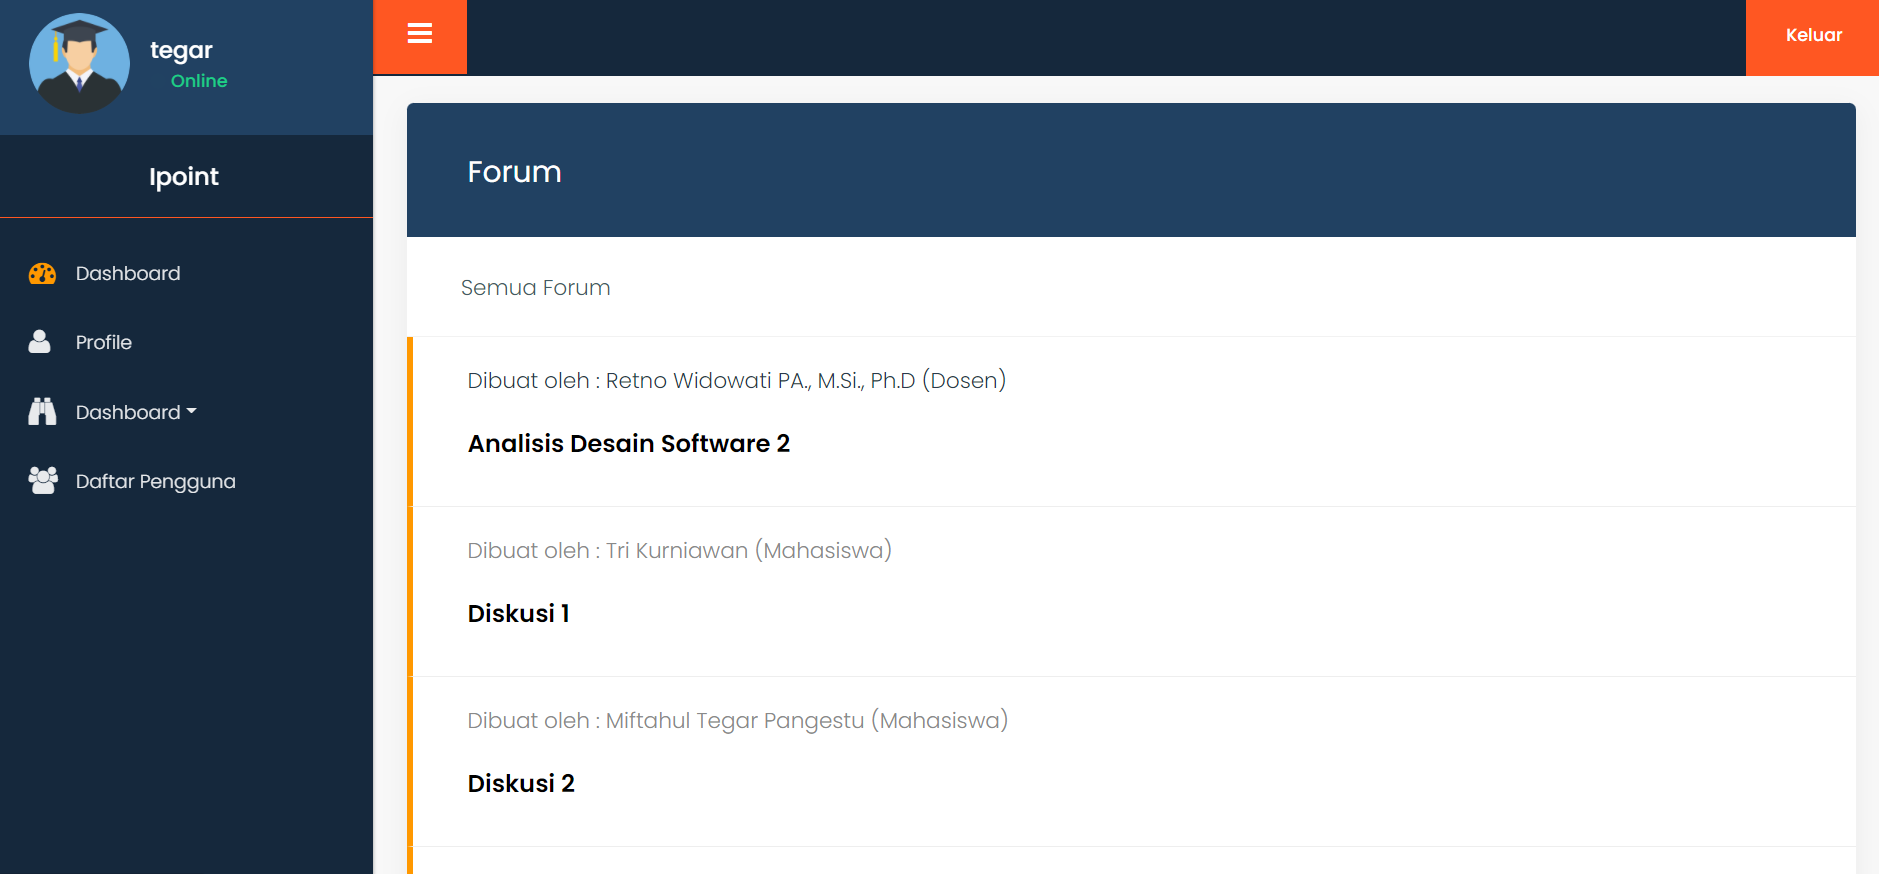 tegar
Online
Ipoint
Dashboard
Profile
Dashboard
Daftar Pengguna
Keluar
Forum
Semua Forum
Dibuat oleh : Retno Widowati PA., M.Si., Ph.D (Dosen)
Analisis Desain Software 2
Dibuat oleh : Tri Kurniawan (Mahasiswa)
Diskusi 1
Dibuat oleh : Miftahul Tegar Pangestu (Mahasiswa)
Diskusi 2